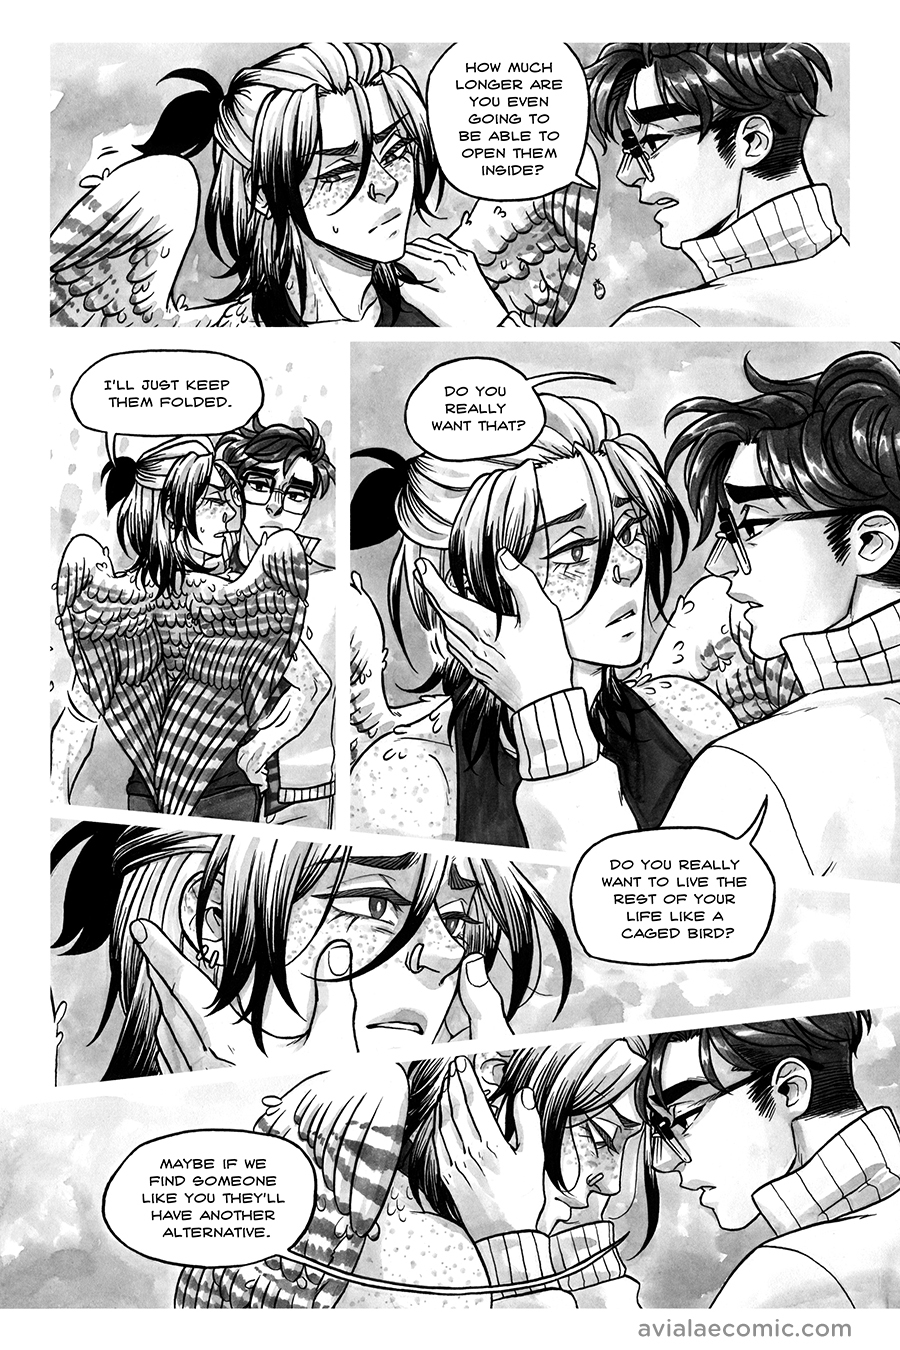 HOW MUCH
LONGER ARE
YOU EVEN
GOING TO
BE ABLE TO
OPEN THEM
INSIDE?
I'LL JUST KEEP
THEM FOLDED.
DO YOU
REALLY
WANT THAT?
DO YOU REALLY
WANT TO LIVE THE
REST OF YOUR
LIFE LIKE A
CAGED BIRD?
MAYBE IF WE
FIND SOMEONE
LIKE YOU THEY'LL
HAVE ANOTHER
ALTERNATIVE.
avialaecomic.com